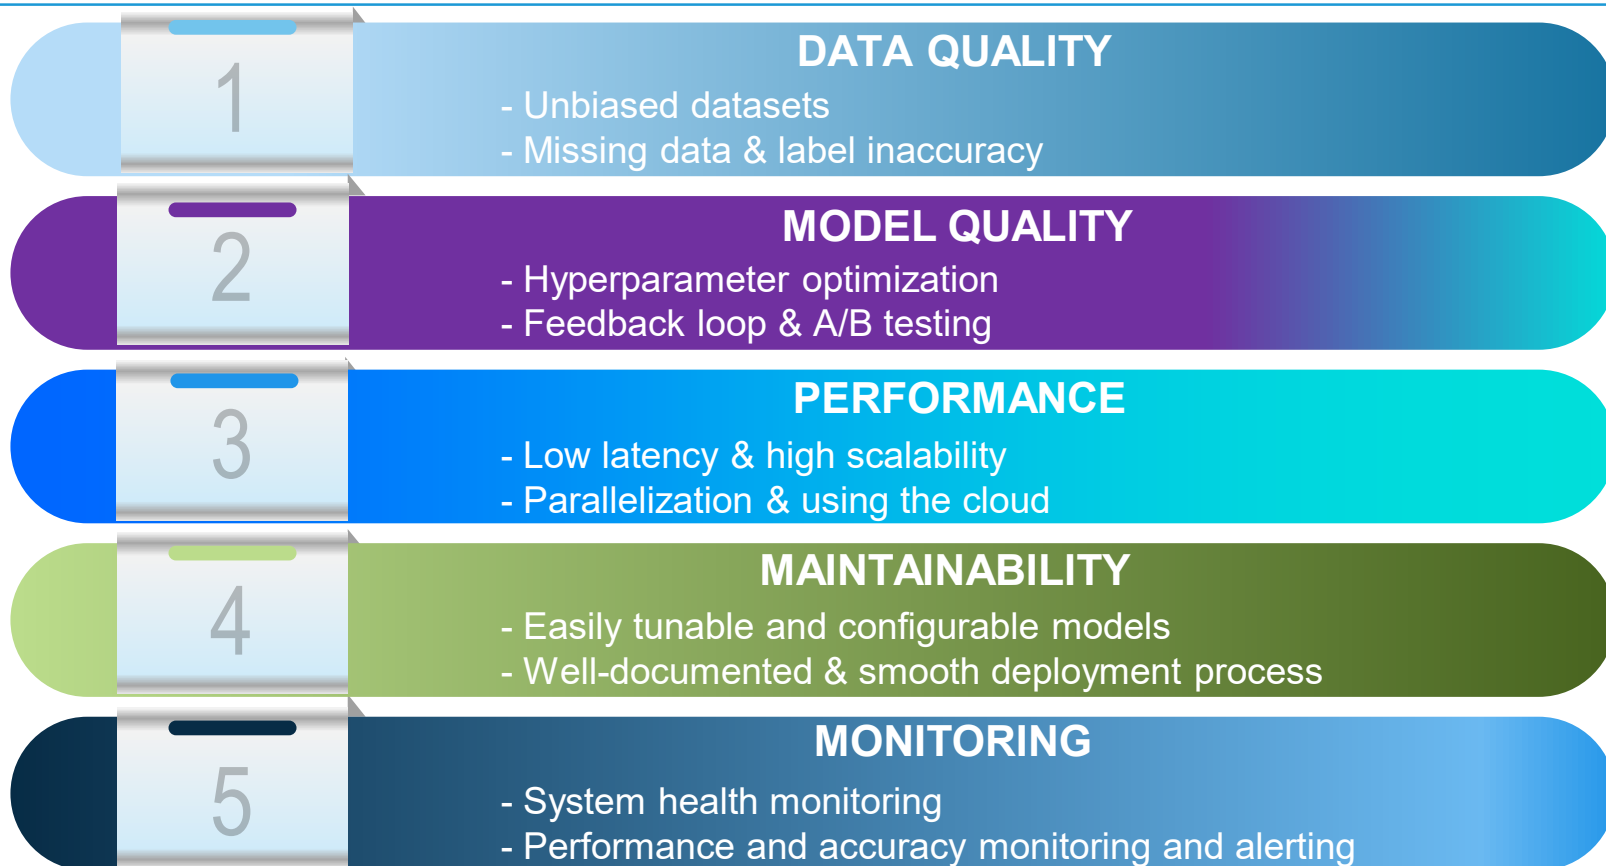 1
DATA QUALITY
- Unbiased datasets
- Missing data & label inaccuracy
2
MODEL QUALITY
- Hyperparameter optimization
- Feedback loop & A/B testing
3
PERFORMANCE
- Low latency & high scalability
- Parallelization & using the cloud
4
MAINTAINABILITY
- Easily tunable and configurable models
- Well-documented & smooth deployment process
5
MONITORING
- System health monitoring
- Performance and accuracy monitoring and alerting